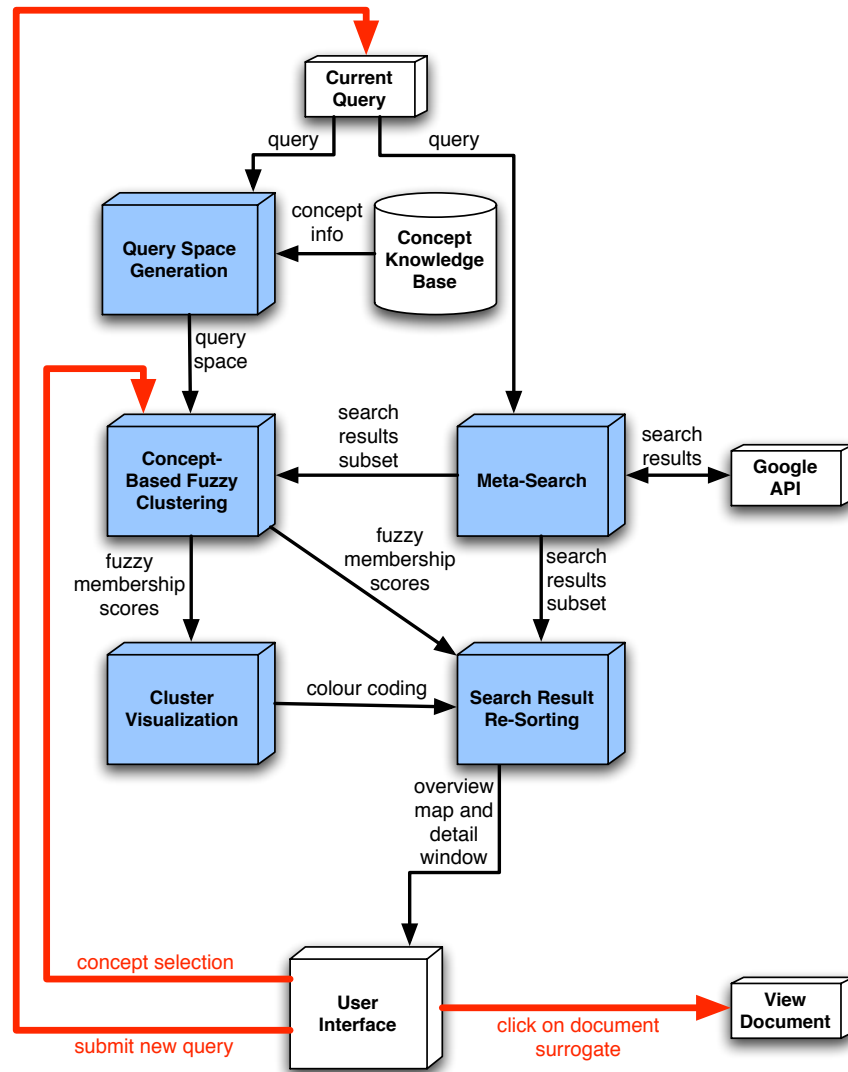 Current
Query
query
query
concept
info
Query Space
Generation
Concept
Knowledge
Base
query
space
search
results
subset
search
results
Concept-
Based Fuzzy
Clustering
Meta-Search
Google
API
fuzzy
membership
scores
fuzzy
membership
scores
search
results
subset
Cluster
Visualization
colour coding
Search Result
Re-Sorting
overview
map and
detail
window
concept selection
User
Interface
View
Document
submit new query
click on document
surrogate